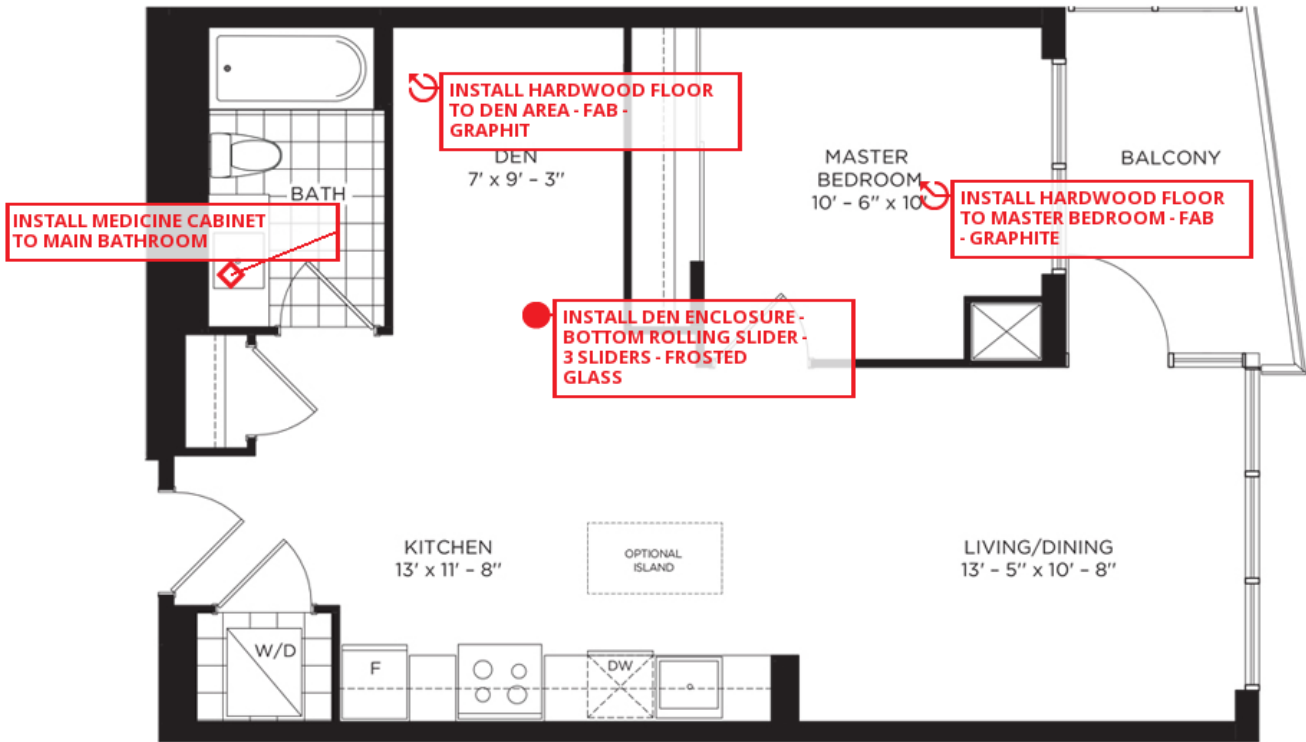 INSTALL HARDWOOD FLOOR
TO DEN AREA - FAB -
GRAPHIT
DEN
7' x 9' – 3"
MASTER
BEDROOM
10' – 6" x 10'
BALCONY
INSTALL HARDWOOD FLOOR
TO MASTER BEDROOM - FAB
- GRAPHITE
BATH
INSTALL MEDICINE CABINET
TO MAIN BATHROOM
INSTALL DEN ENCLOSURE -
BOTTOM ROLLING SLIDER -
3 SLIDERS - FROSTED
GLASS
KITCHEN
13' x 11' – 8"
OPTIONAL
ISLAND
LIVING/DINING
13' – 5" x 10' – 8"
W/D
F
DW